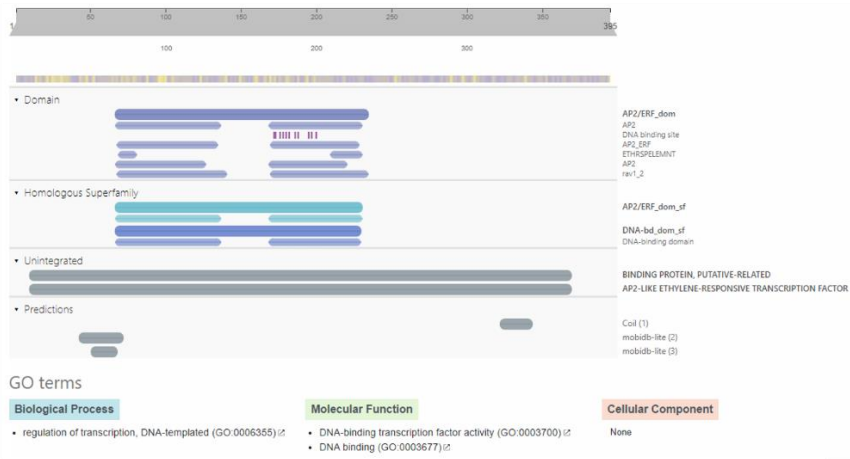 50 100 150 200 250 300 350
1 395
100 200 300
▾ Domain
AP2/ERF_dom
AP2
DNA binding site
AP2_ERF
ETHRSPELEMNT
AP2
rav1_2
▾ Homologous Superfamily
AP2/ERF_dom_sf
DNA-bd_dom_sf
DNA-binding domain
▾ Unintegrated
BINDING PROTEIN, PUTATIVE-RELATED
AP2-LIKE ETHYLENE-RESPONSIVE TRANSCRIPTION FACTOR
▾ Predictions
Coil (1)
mobidb-lite (2)
mobidb-lite (3)
GO terms
Biological Process Molecular Function Cellular Component
• regulation of transcription, DNA-templated (GO:0006355) • DNA-binding transcription factor activity (GO:0003700) None
• DNA binding (GO:0003677)